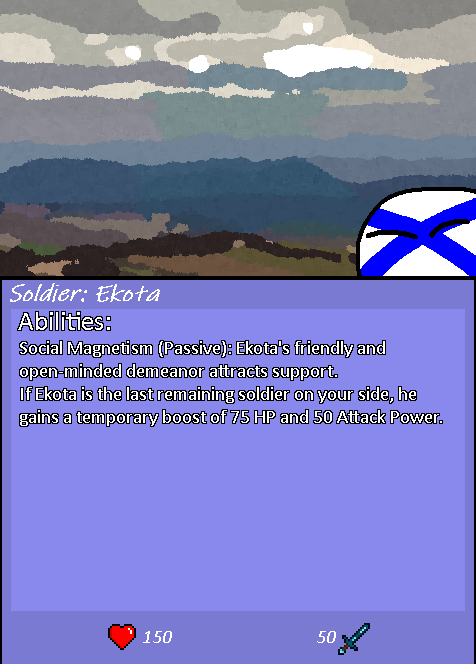 Soldier: Ekota
Abilities:
Social Magnetism (Passive): Ekota's friendly and
open-minded demeanor attracts support.
If Ekota is the last remaining soldier on your side, he
gains a temporary boost of 75 HP and 50 Attack Power.
150 50